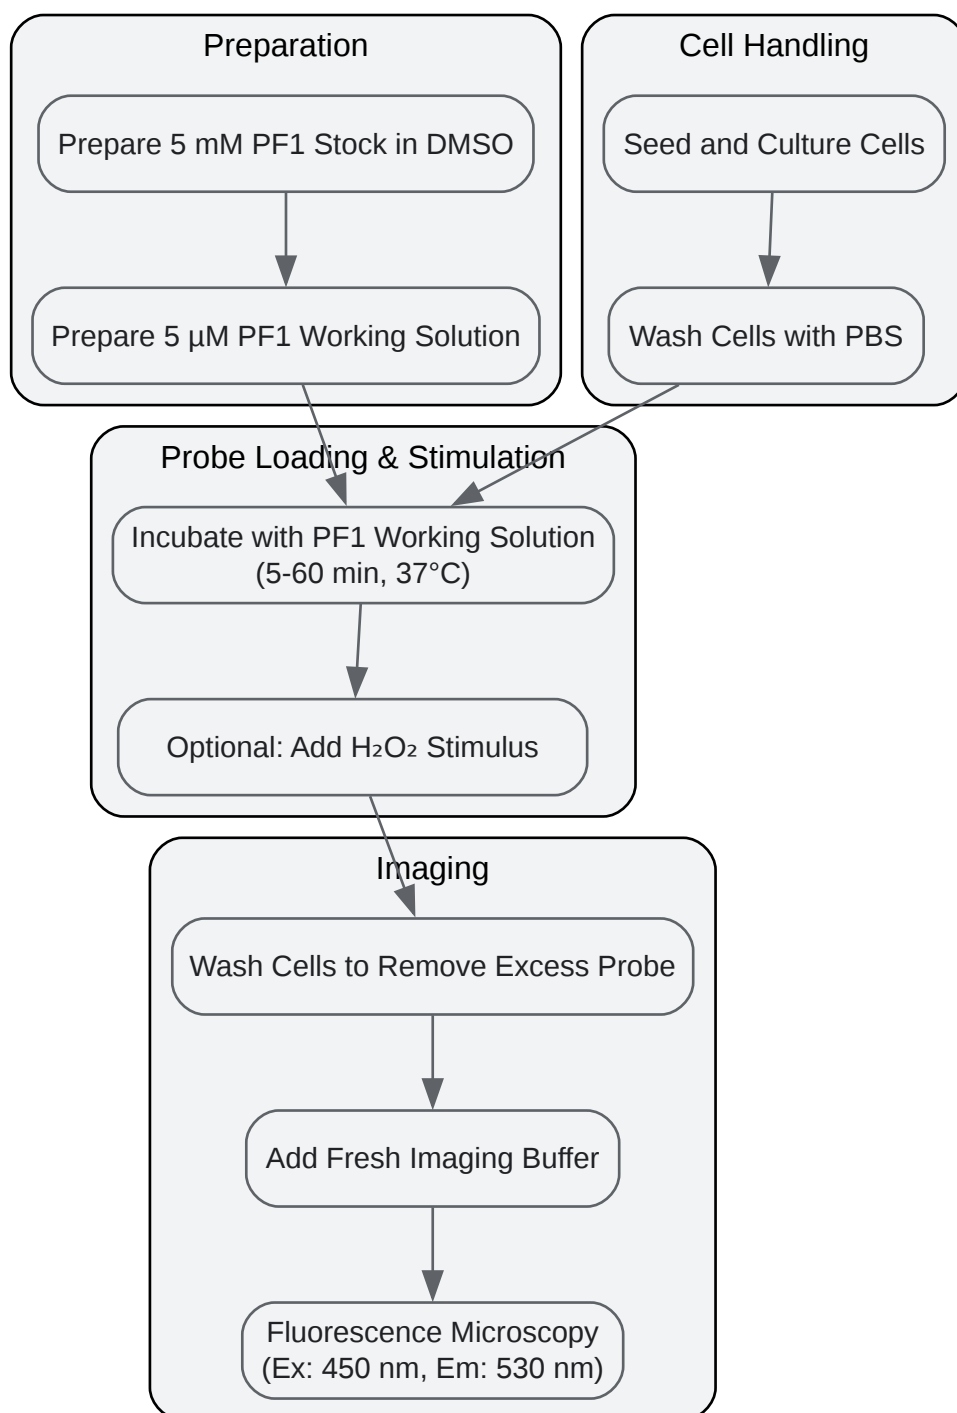 Preparation
Prepare 5 mM PF1 Stock in DMSO
Prepare 5 µM PF1 Working Solution
Cell Handling
Seed and Culture Cells
Wash Cells with PBS
Probe Loading & Stimulation
Incubate with PF1 Working Solution
(5-60 min, 37°C)
Optional: Add H₂O₂ Stimulus
Imaging
Wash Cells to Remove Excess Probe
Add Fresh Imaging Buffer
Fluorescence Microscopy
(Ex: 450 nm, Em: 530 nm)